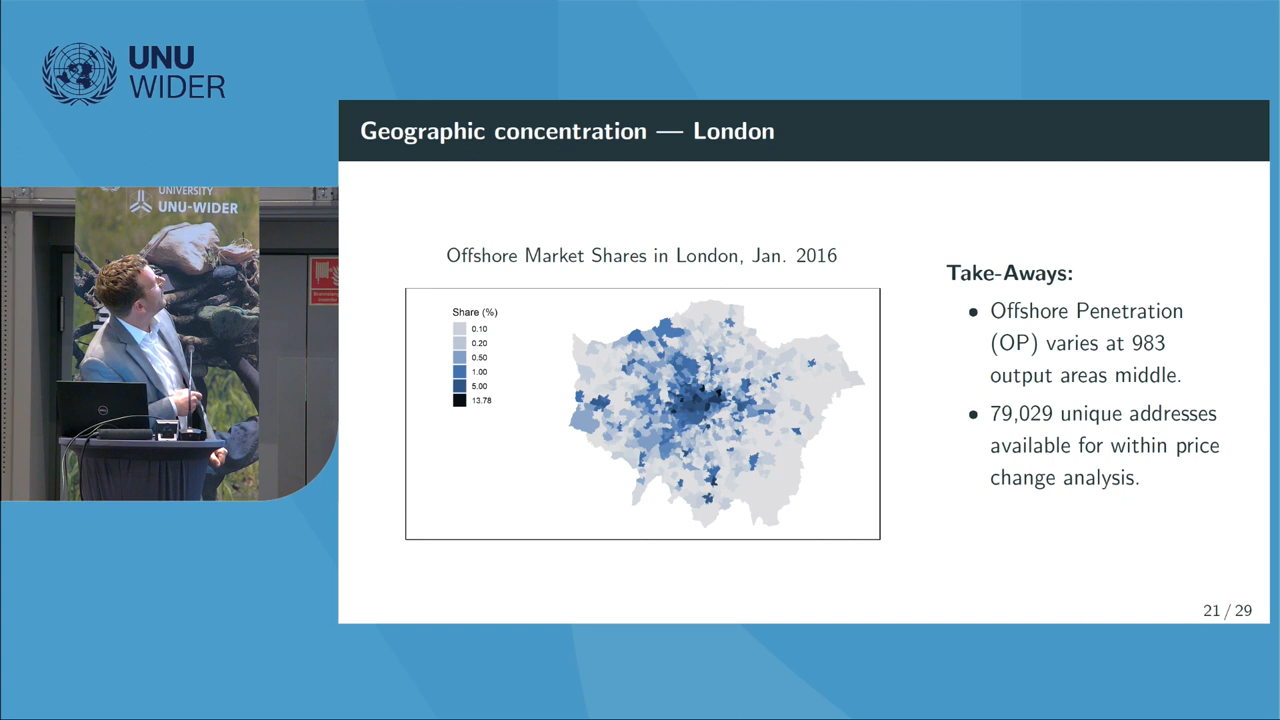 UNU
WIDER
UNIVERSITY
UNU-WIDER
Geographic concentration — London
Offshore Market Shares in London, Jan. 2016
Share (%)
0.10
0.20
0.50
1.00
5.00
13.78
Take-Aways:
• Offshore Penetration
(OP) varies at 983
output areas middle.
• 79,029 unique addresses
available for within price
change analysis.
21 / 29